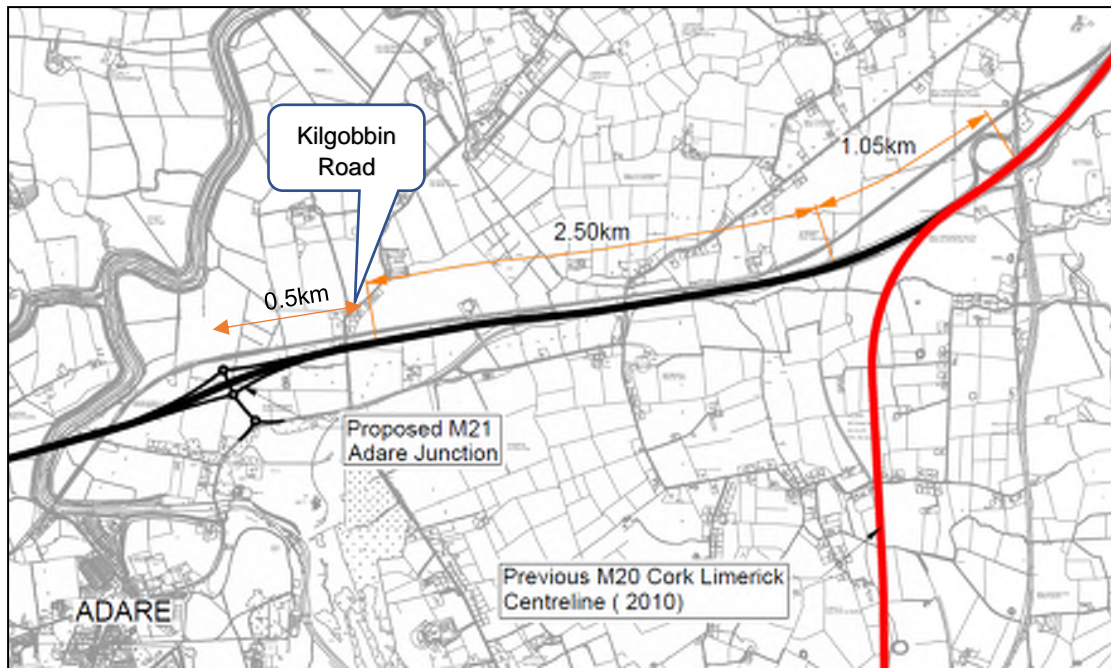 Kilgobbin
Road
1.05km
2.50km
0.5km
Proposed M21
Adare Junction
Previous M20 Cork Limerick
Centreline ( 2010)
ADARE